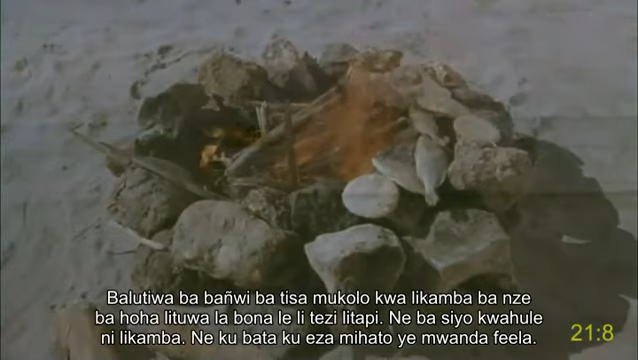 Balutiwa ba bañwi ba tisa mukolo kwa likamba ba nze
ba hoha lituwa la bona le li tezi litapi. Ne ba siyo kwahule
ni likamba. Ne ku bata ku eza mihato ye mwanda feela.
21:8